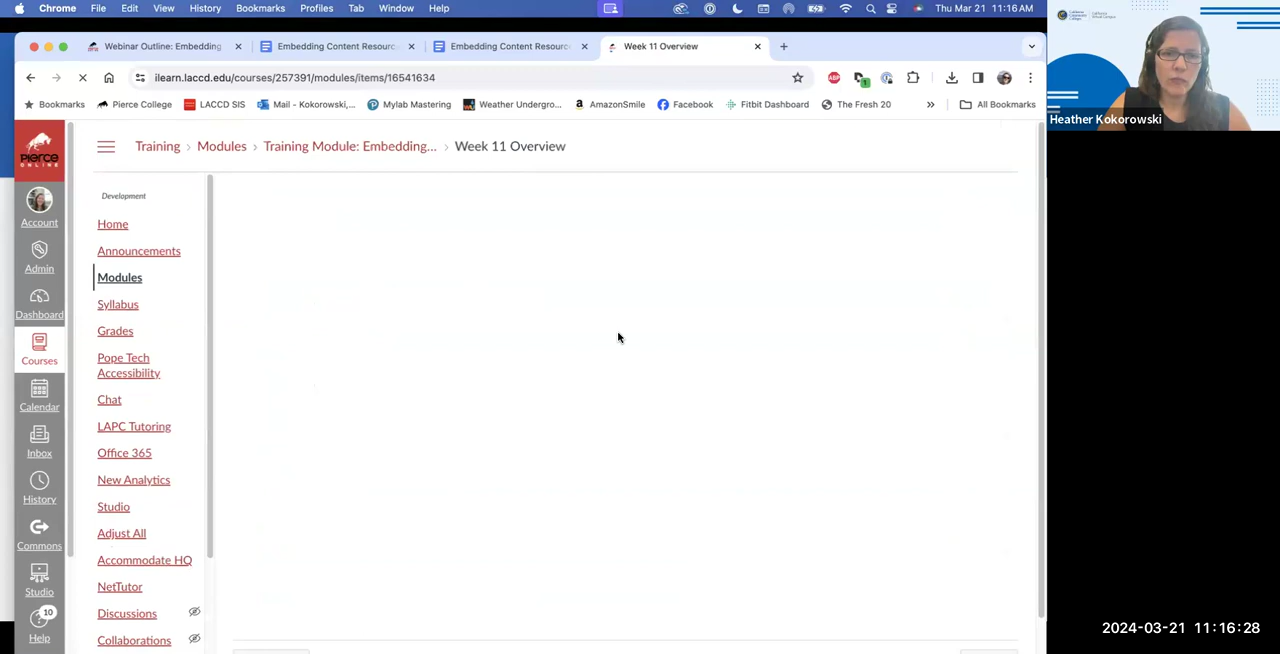 Chrome File Edit View History Bookmarks Profiles Tab Window Help Thu Mar 21 11:16 AM
Webinar Outline: Embedding Embedding Content Resourc Embedding Content Resourc Week 11 Overview
ilearn.laccd.edu/courses/257391/modules/items/16541634
Bookmarks Pierce College LACCD SIS Mail - Kokorowski,... Mylab Mastering Weather Undergro... AmazonSmile Facebook Fitbit Dashboard The Fresh 20 » All Bookmarks
Heather Kokorowski
PIERCE
ONLINE
Training > Modules > Training Module: Embedding... > Week 11 Overview
Account
Admin
Dashboard
Courses
Calendar
Inbox
History
Commons
Studio
10
Help
Development
Home
Announcements
Modules
Syllabus
Grades
Pope Tech
Accessibility
Chat
LAPC Tutoring
Office 365
New Analytics
Studio
Adjust All
Accommodate HQ
NetTutor
Discussions
Collaborations
2024-03-21 11:16:28